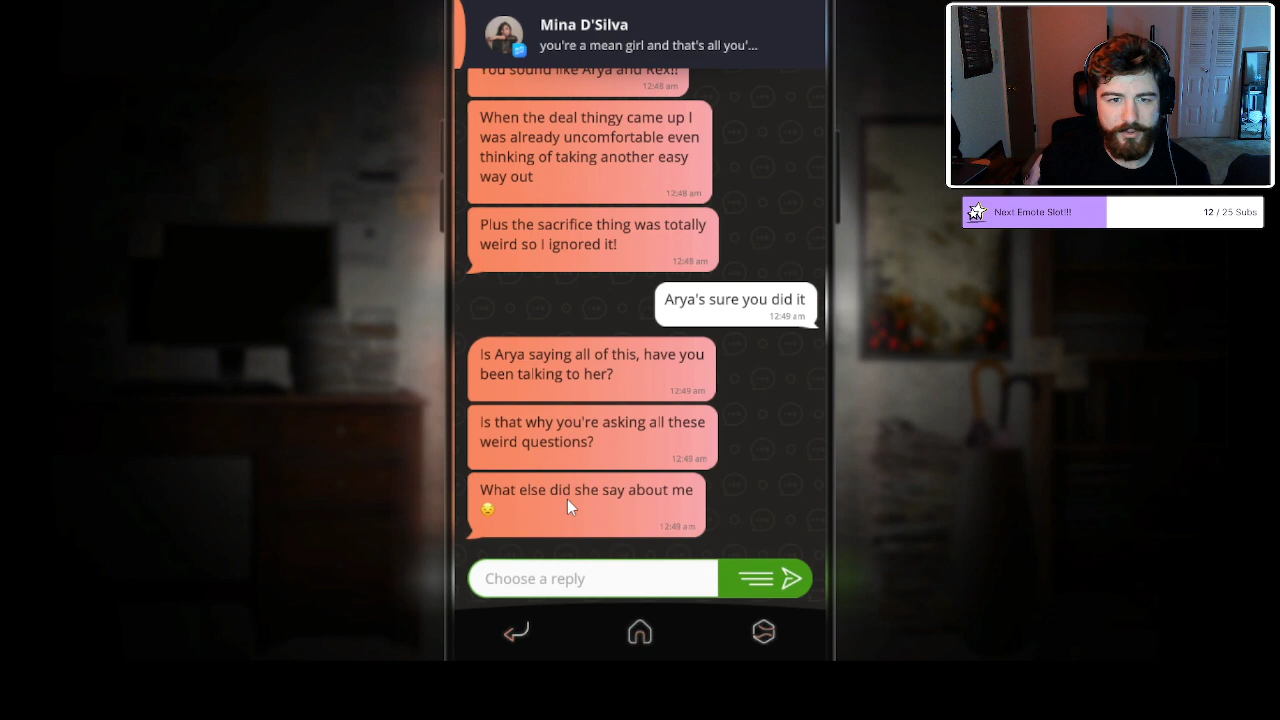 Mina D'Silva
you're a mean girl and that's all you'...
You sound like Arya and Rex!!
12:48 am
When the deal thingy came up I
was already uncomfortable even
thinking of taking another easy
way out
12:48 am
Plus the sacrifice thing was totally
weird so I ignored it!
12:48 am
Arya's sure you did it
12:49 am
Is Arya saying all of this, have you
been talking to her?
12:49 am
Is that why you're asking all these
weird questions?
12:49 am
What else did she say about me
😔
12:49 am
Choose a reply
Next Emote Slot!!!
12 / 25 Subs